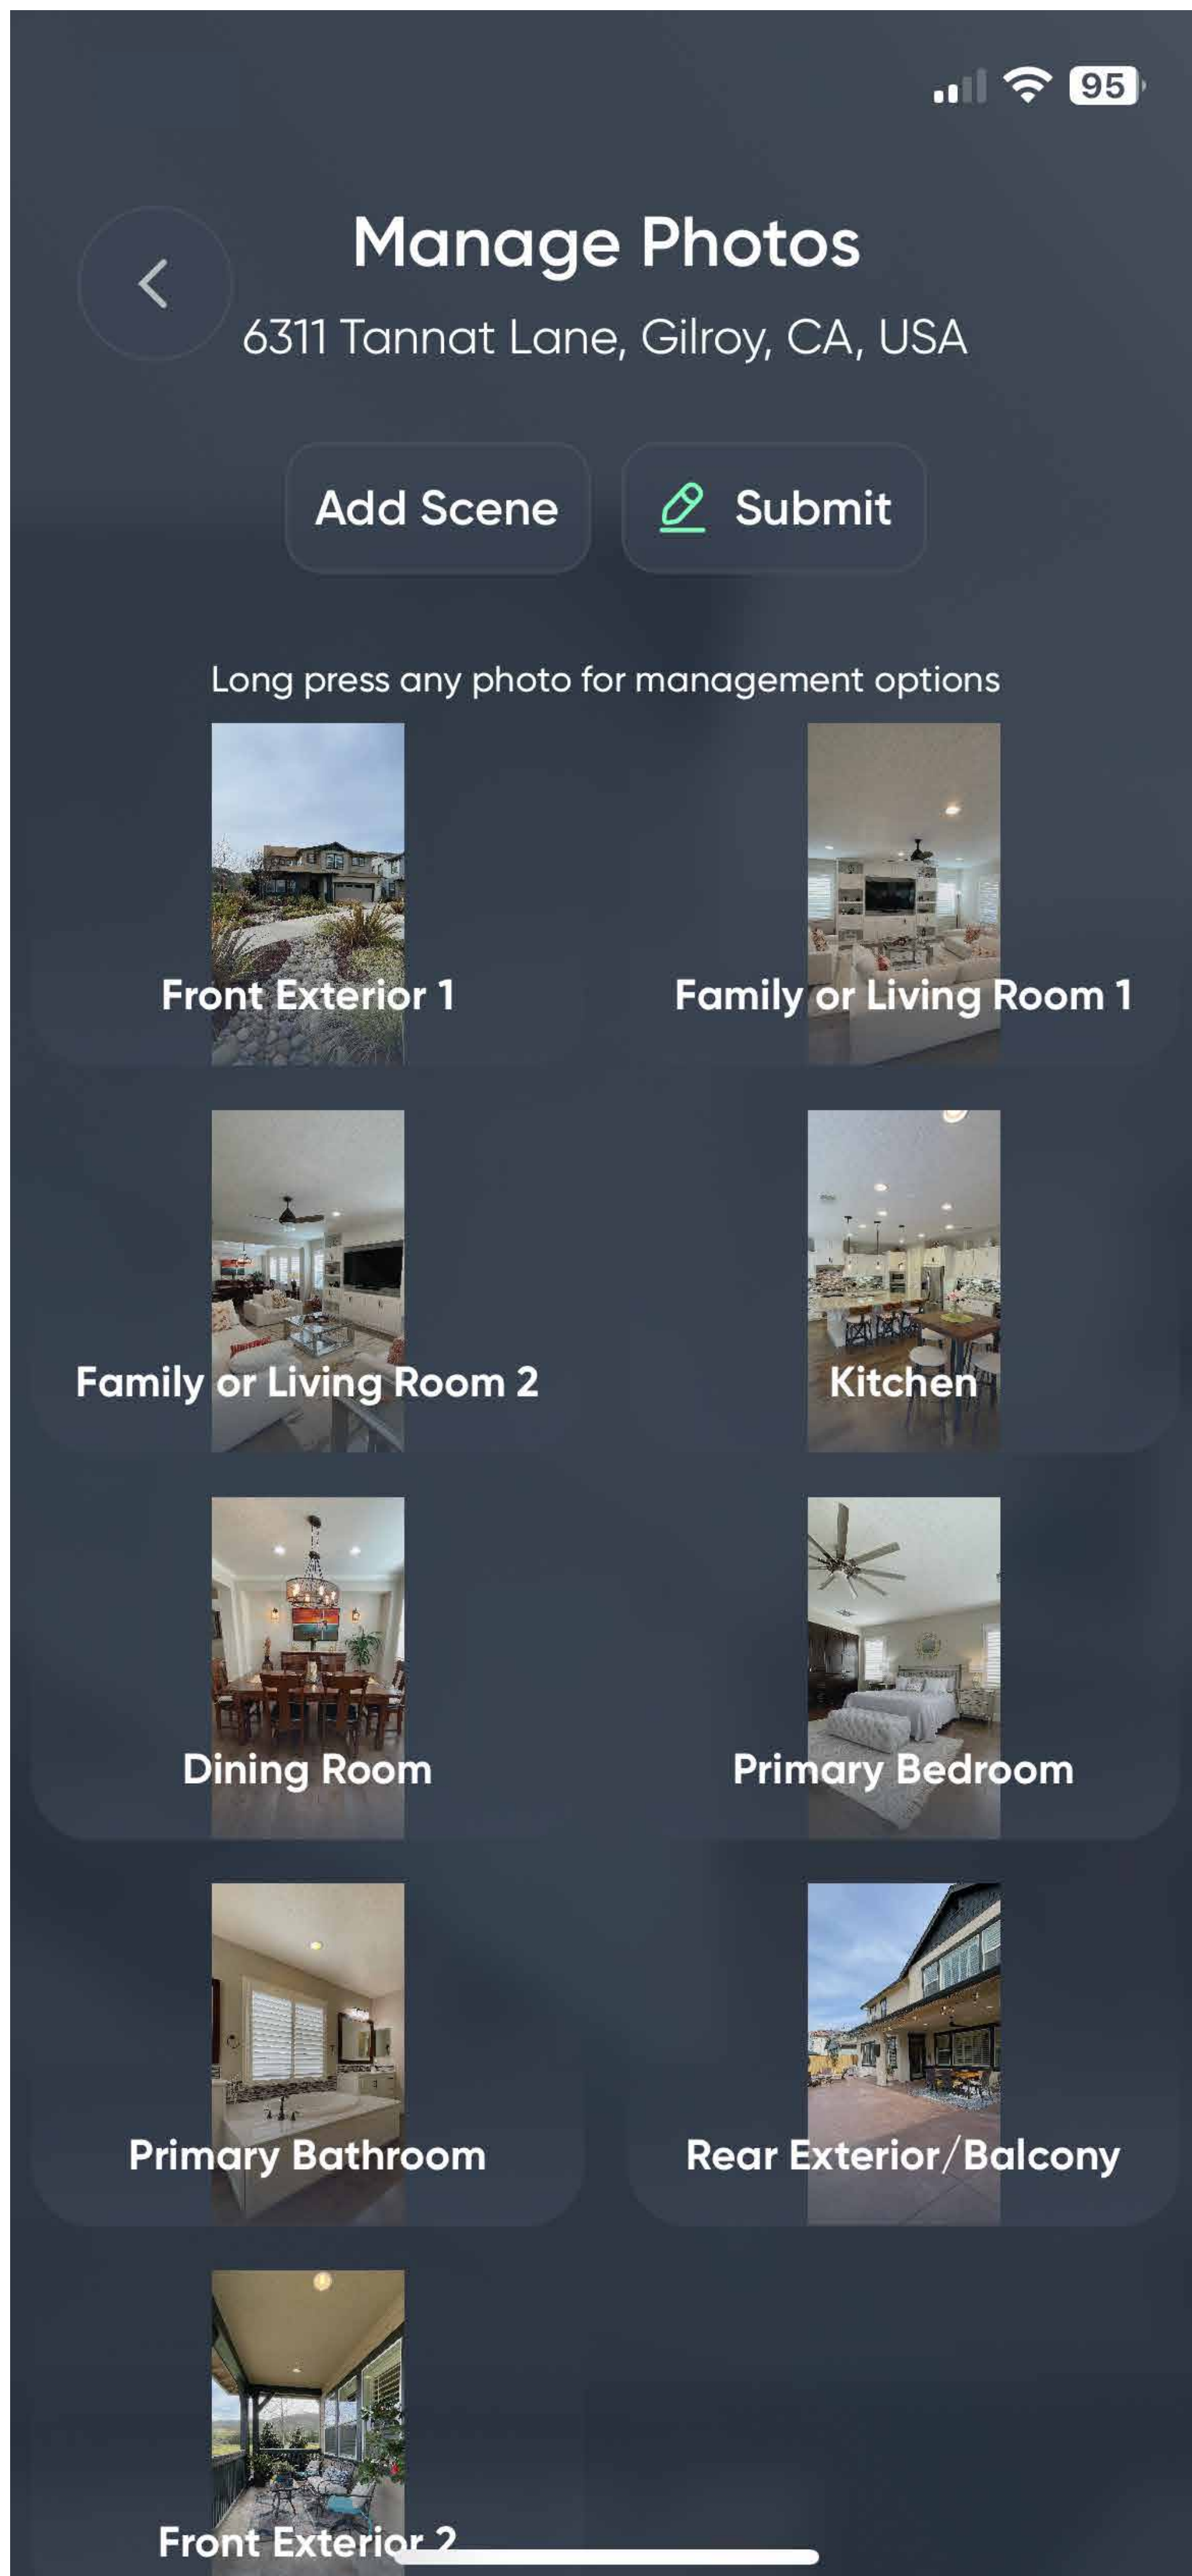 95
Manage Photos
6311 Tannat Lane, Gilroy, CA, USA
Add Scene
Submit
Long press any photo for management options
Front Exterior 1
Family or Living Room 1
Family or Living Room 2
Kitchen
Dining Room
Primary Bedroom
Primary Bathroom
Rear Exterior/Balcony
Front Exterior 2